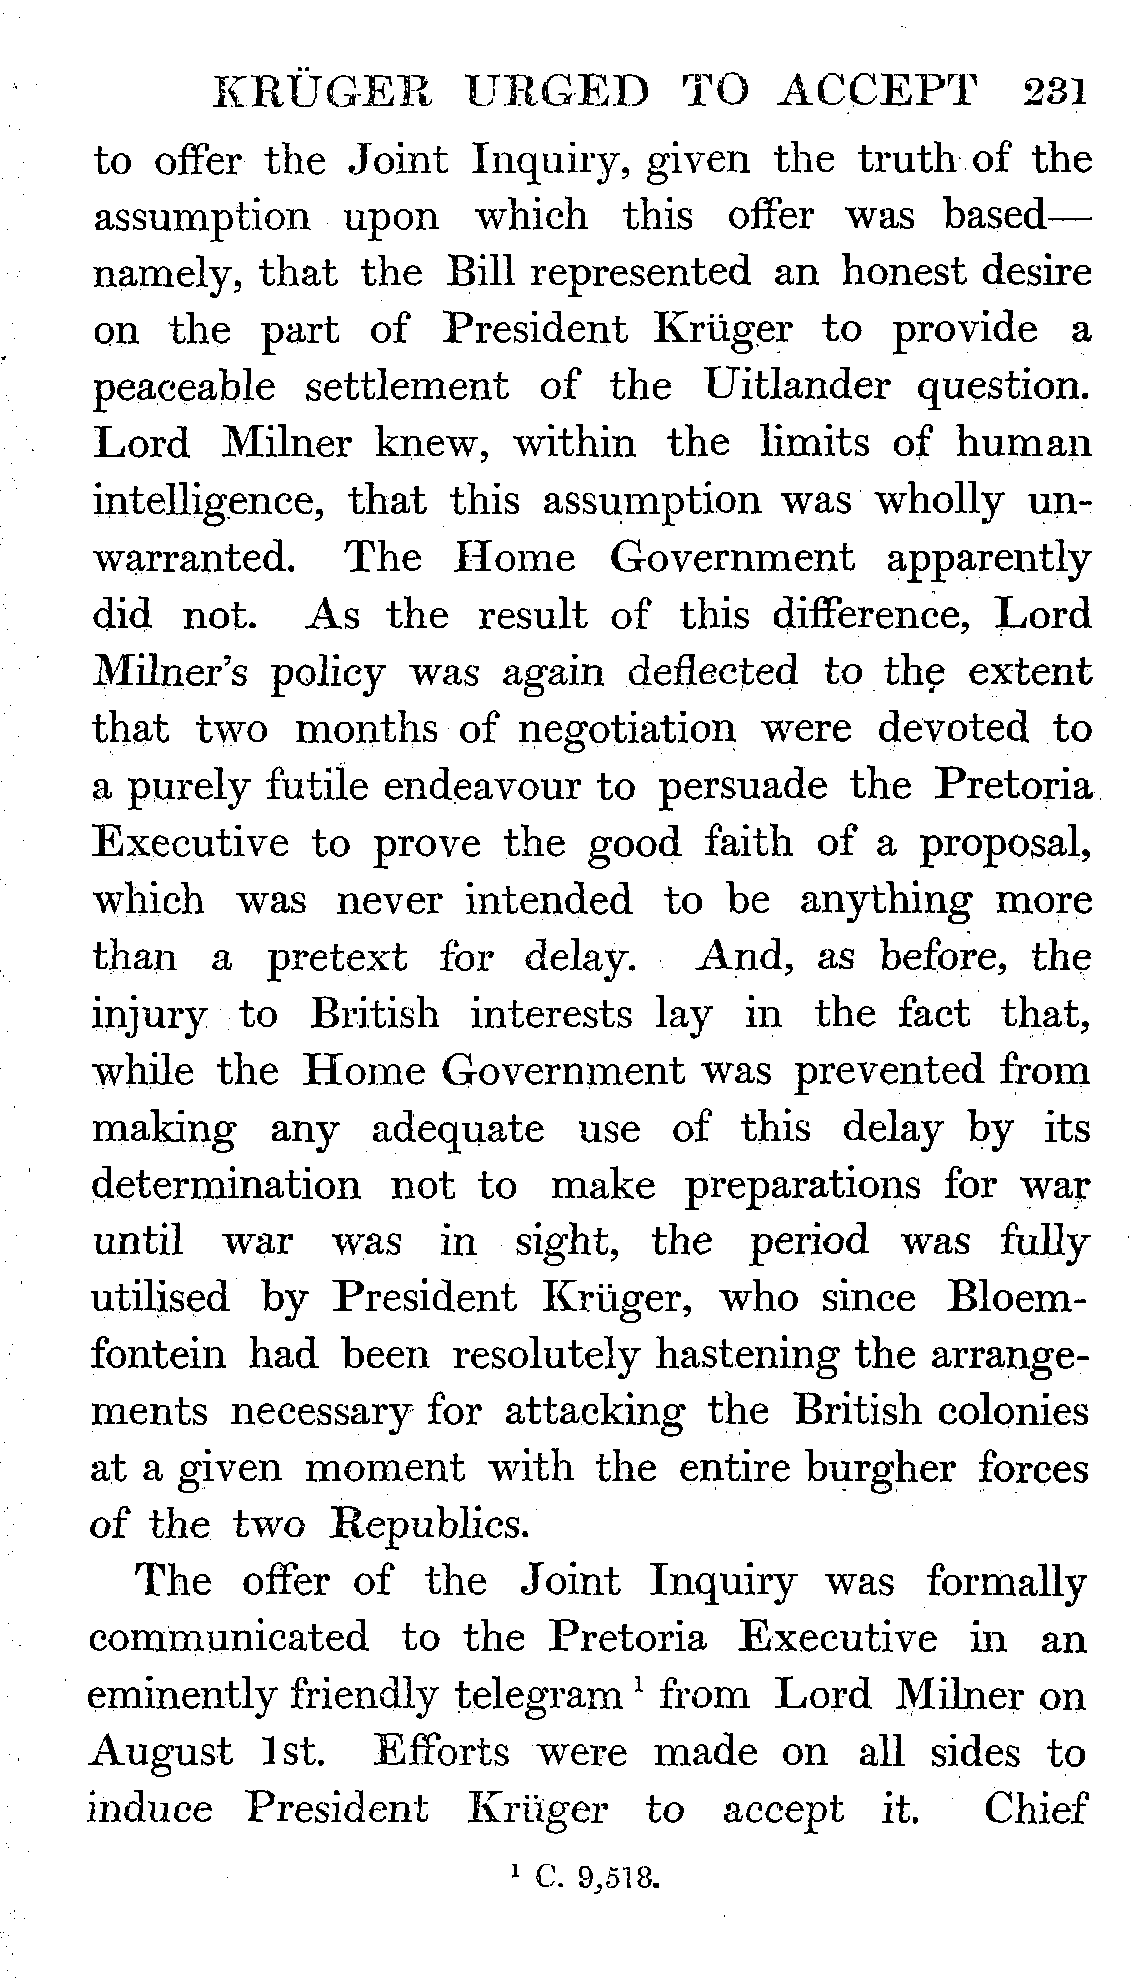 KRÜGER URGED TO ACCEPT 231
to offer the Joint Inquiry, given the truth of the
assumption upon which this offer was based—
namely, that the Bill represented an honest desire
on the part of President Krüger to provide a
peaceable settlement of the Uitlander question.
Lord Milner knew, within the limits of human
intelligence, that this assumption was wholly un-
warranted. The Home Government apparently
did not. As the result of this difference, Lord
Milner's policy was again deflected to the extent
that two months of negotiation were devoted to
a purely futile endeavour to persuade the Pretoria
Executive to prove the good faith of a proposal,
which was never intended to be anything more
than a pretext for delay. And, as before, the
injury to British interests lay in the fact that,
while the Home Government was prevented from
making any adequate use of this delay by its
determination not to make preparations for war
until war was in sight, the period was fully
utilised by President Krüger, who since Bloem-
fontein had been resolutely hastening the arrange-
ments necessary for attacking the British colonies
at a given moment with the entire burgher forces
of the two Republics.
The offer of the Joint Inquiry was formally
communicated to the Pretoria Executive in an
eminently friendly telegram ¹ from Lord Milner on
August 1st. Efforts were made on all sides to
induce President Krüger to accept it. Chief
¹ C. 9,518.